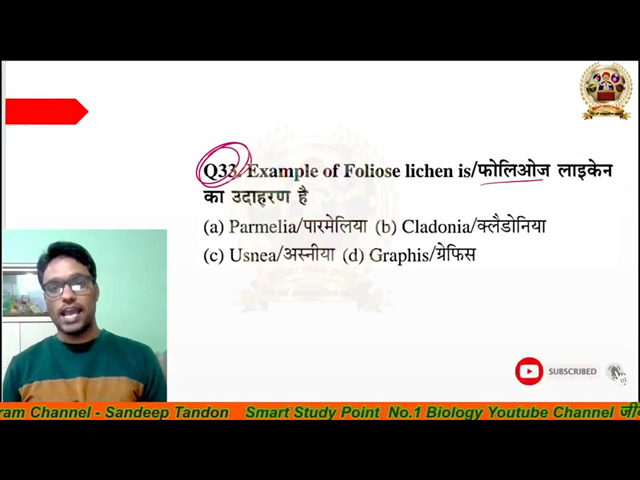 Q33. Example of Foliose lichen is/फोलिओज लाइकेन
का उदाहरण है
(a) Parmelia/पारमेलिया (b) Cladonia/क्लैडोनिया
(c) Usnea/अस्नीया (d) Graphis/ग्रेफिस
SUBSCRIBED
ram Channel - Sandeep Tandon Smart Study Point No.1 Biology Youtube Channel जी